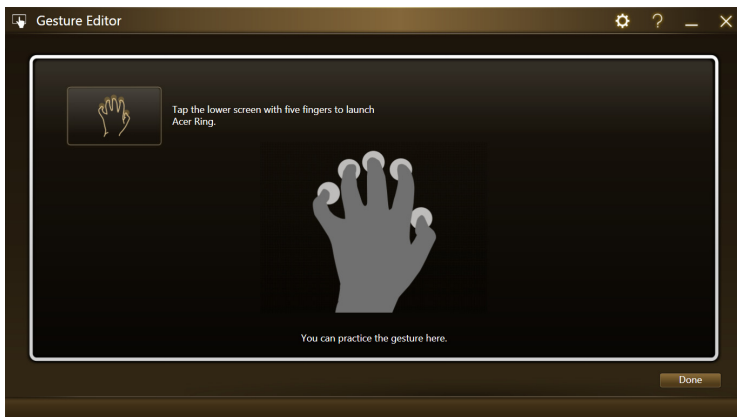 Gesture Editor
Tap the lower screen with five fingers to launch
Acer Ring.
You can practice the gesture here.
Done